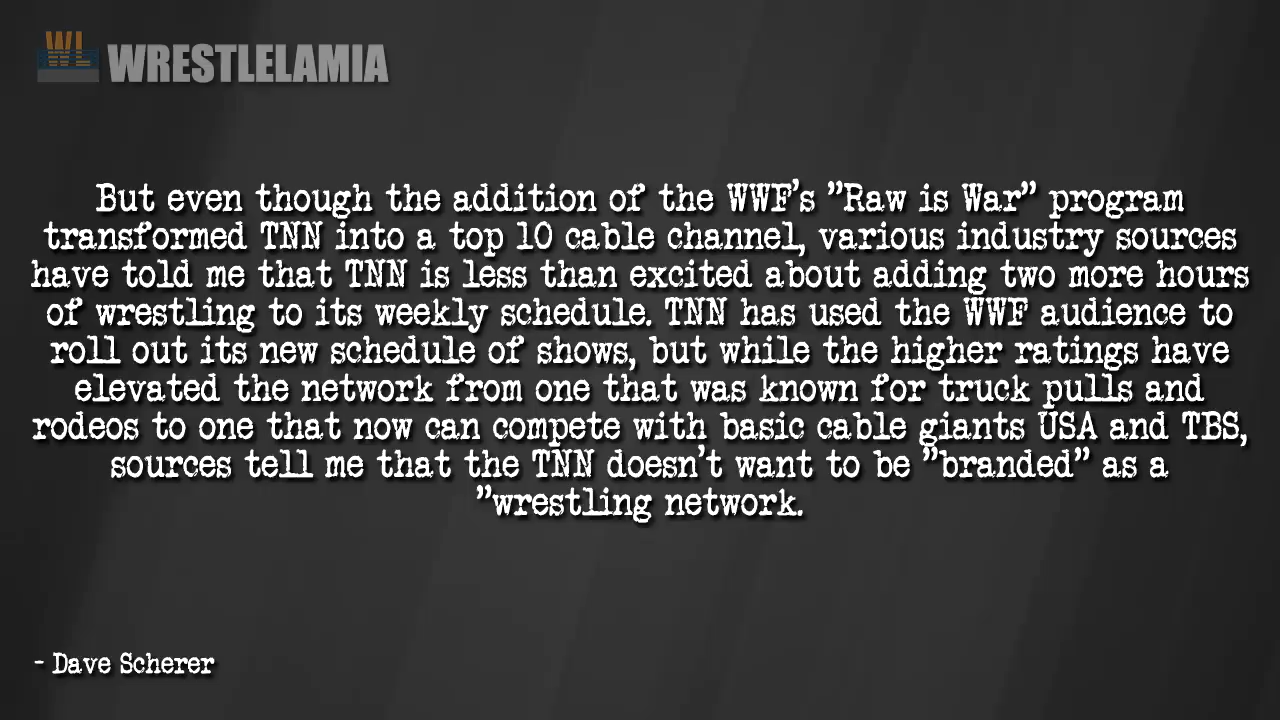 WL WRESTLELAMIA
But even though the addition of the WWF's "Raw is War" program
transformed TNN into a top 10 cable channel, various industry sources
have told me that TNN is less than excited about adding two more hours
of wrestling to its weekly schedule. TNN has used the WWF audience to
roll out its new schedule of shows, but while the higher ratings have
elevated the network from one that was known for truck pulls and
rodeos to one that now can compete with basic cable giants USA and TBS,
sources tell me that the TNN doesn't want to be "branded" as a
"wrestling network.
- Dave Scherer